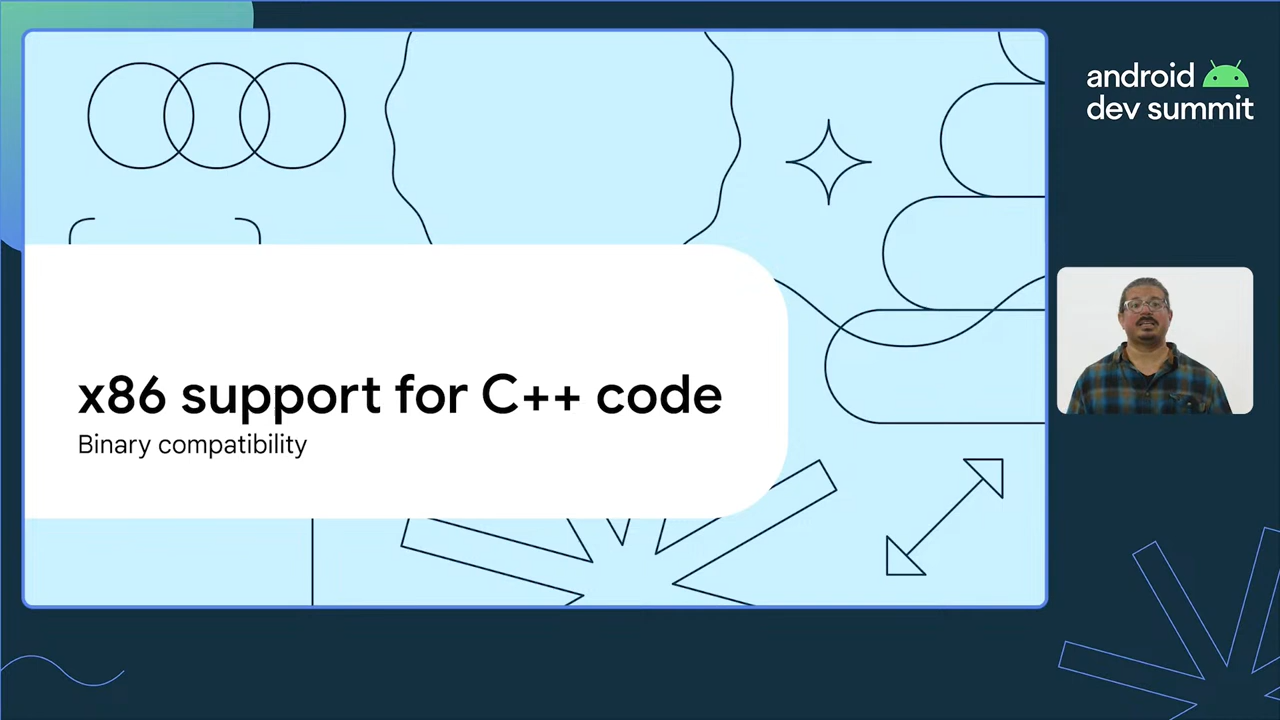 android
dev summit
x86 support for C++ code
Binary compatibility